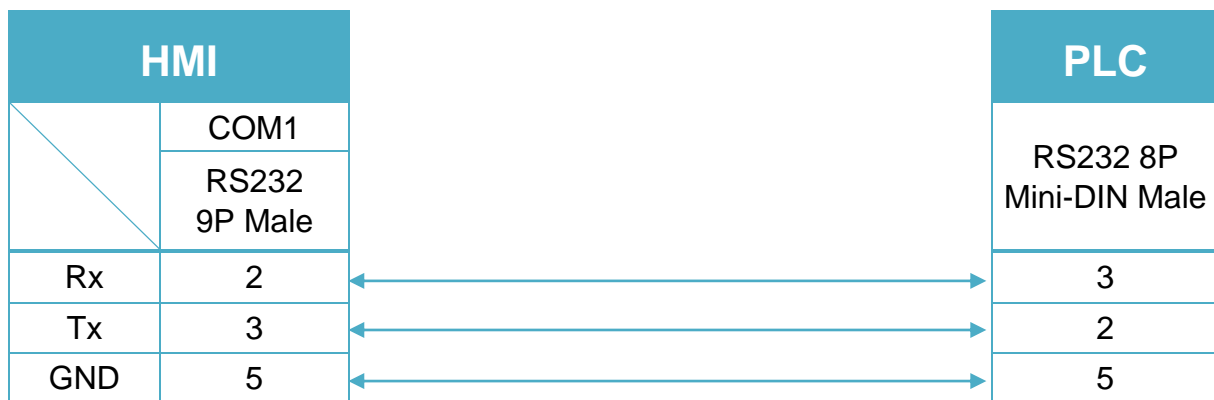 HMI
PLC
COM1
RS232
9P Male
RS232 8P
Mini-DIN Male
Rx 2 3
Tx 3 2
GND 5 5